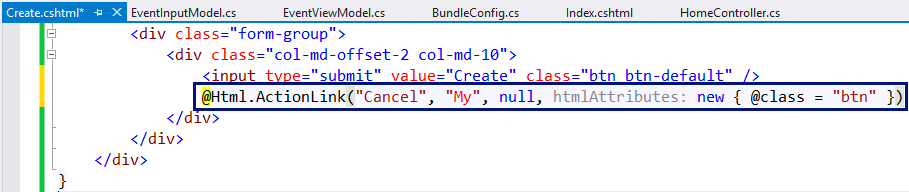 Create.cshtml* EventInputModel.cs EventViewModel.cs BundleConfig.cs Index.cshtml HomeController.cs
<div class="form-group">
<div class="col-md-offset-2 col-md-10">
<input type="submit" value="Create" class="btn btn-default" />
@Html.ActionLink("Cancel", "My", null, htmlAttributes: new { @class = "btn" })
</div>
</div>
</div>
}